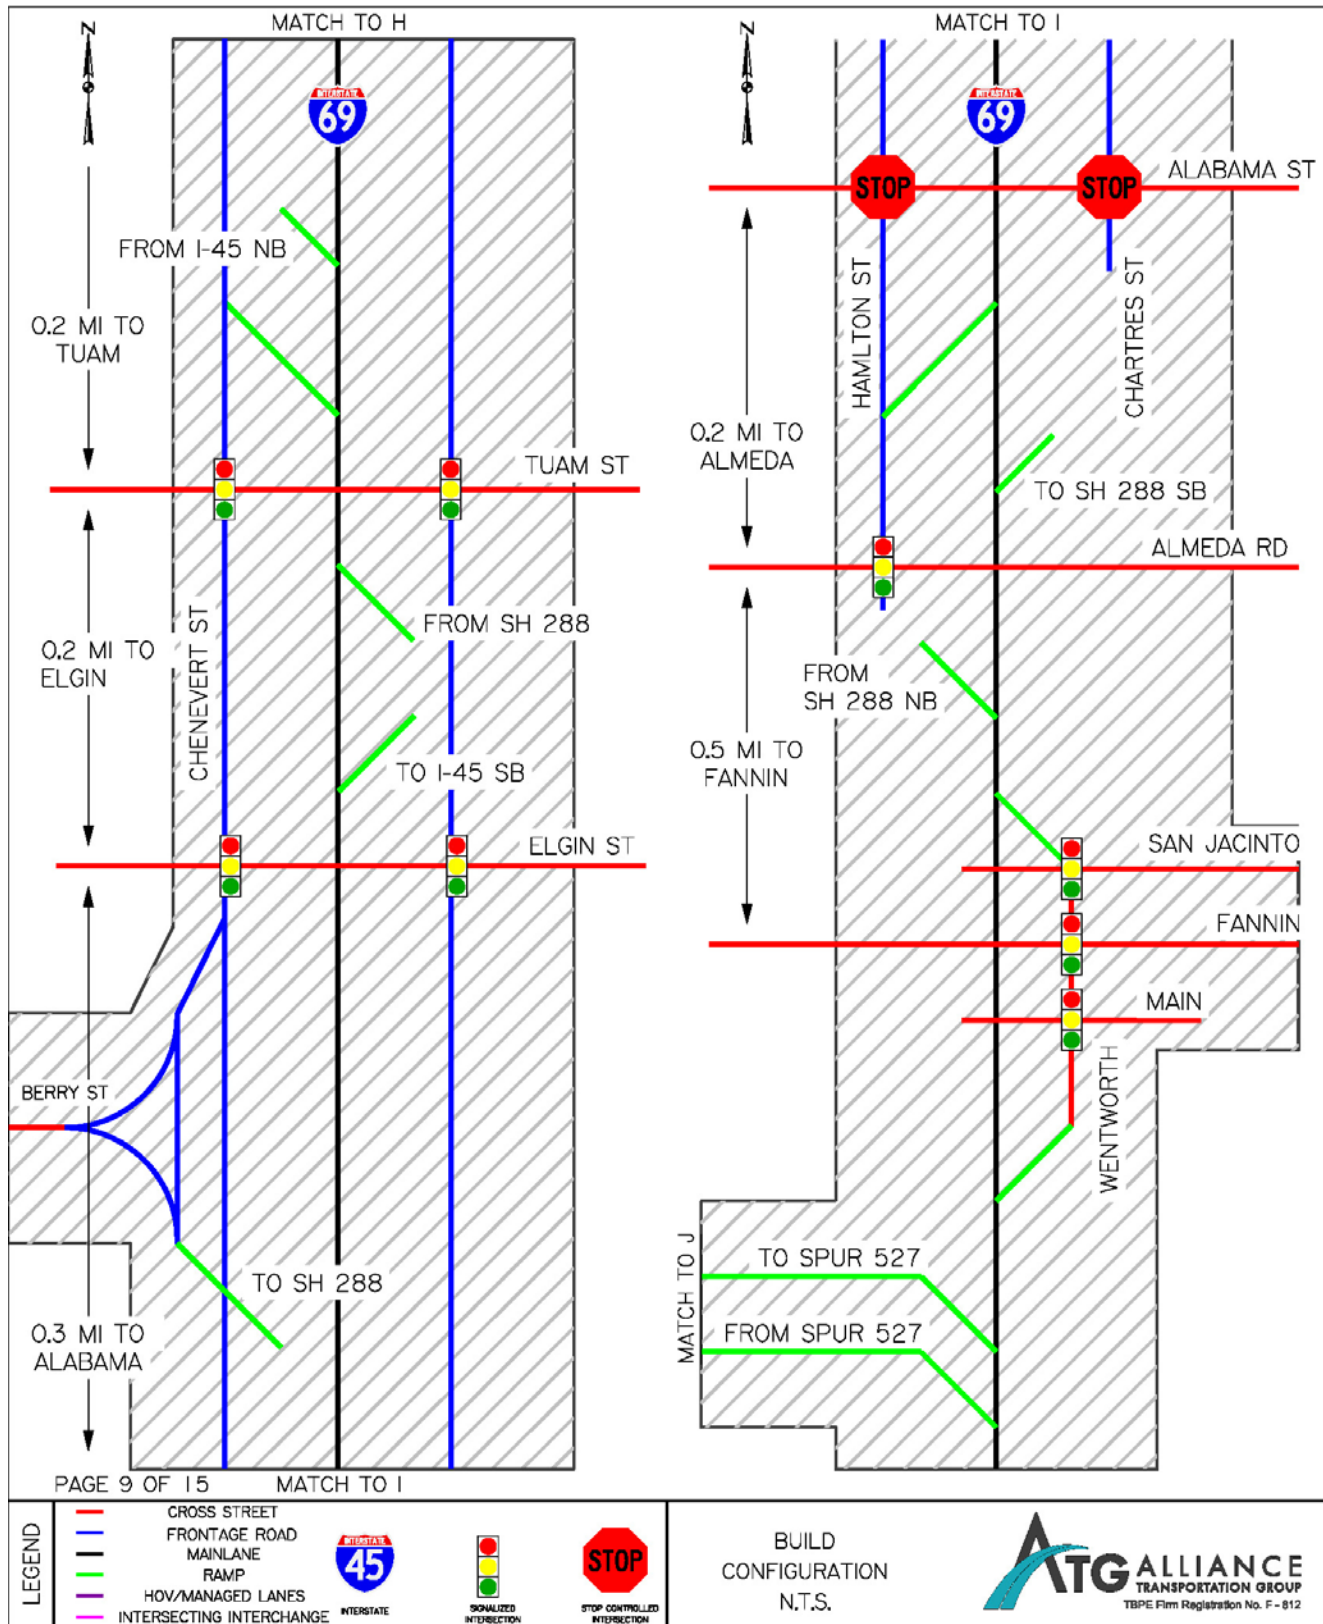 MATCH TO H
N
INTERSTATE
69
FROM I-45 NB
0.2 MI TO
TUAM
TUAM ST
CHENEVERT ST
FROM SH 288
0.2 MI TO
ELGIN
TO I-45 SB
ELGIN ST
BERRY ST
TO SH 288
0.3 MI TO
ALABAMA
PAGE 9 OF 15
MATCH TO I
MATCH TO I
N
INTERSTATE
69
STOP
STOP
ALABAMA ST
HAMLTON ST
CHARTRES ST
0.2 MI TO
ALMEDA
TO SH 288 SB
ALMEDA RD
FROM
SH 288 NB
0.5 MI TO
FANNIN
SAN JACINTO
FANNIN
MAIN
WENTWORTH
MATCH TO J
TO SPUR 527
FROM SPUR 527
LEGEND
CROSS STREET
FRONTAGE ROAD
MAINLANE
RAMP
HOV/MANAGED LANES
INTERSECTING INTERCHANGE
INTERSTATE
45
INTERSTATE
SIGNALIZED
INTERSECTION
STOP
STOP CONTROLLED
INTERSECTION
BUILD
CONFIGURATION
N.T.S.
ATG ALLIANCE
TRANSPORTATION GROUP
TBPE Firm Registration No. F-812